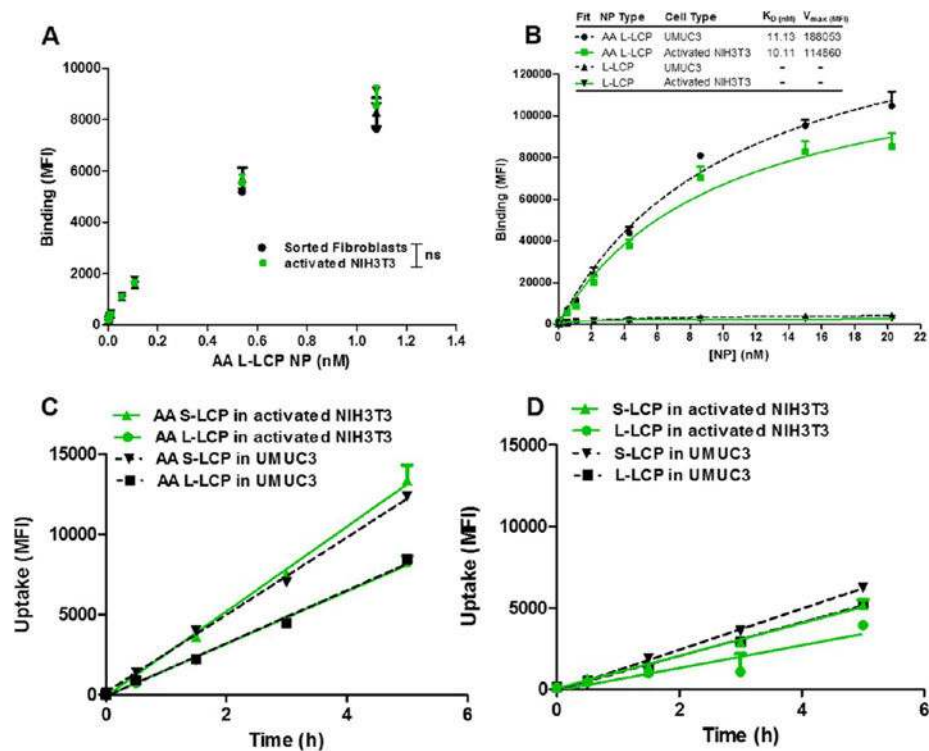 A
10000
8000
6000
4000
2000
0
Binding (MFI)
Sorted Fibroblasts
activated NIH3T3
ns
0.0 0.2 0.4 0.6 0.8 1.0 1.2 1.4
AA L-LCP NP (nM)
B
Fit NP Type Cell Type KD (nM) Vmax (MFI)
AA L-LCP UMUC3 11.13 188053
AA L-LCP Activated NIH3T3 10.11 114860
L-LCP UMUC3 – –
L-LCP Activated NIH3T3 – –
120000
100000
80000
60000
40000
20000
0
Binding (MFI)
0 2 4 6 8 10 12 14 16 18 20 22
[NP] (nM)
C
AA S-LCP in activated NIH3T3
AA L-LCP in activated NIH3T3
AA S-LCP in UMUC3
AA L-LCP in UMUC3
15000
10000
5000
0
Uptake (MFI)
0 2 4 6
Time (h)
D
S-LCP in activated NIH3T3
L-LCP in activated NIH3T3
S-LCP in UMUC3
L-LCP in UMUC3
15000
10000
5000
0
Uptake (MFI)
0 2 4 6
Time (h)